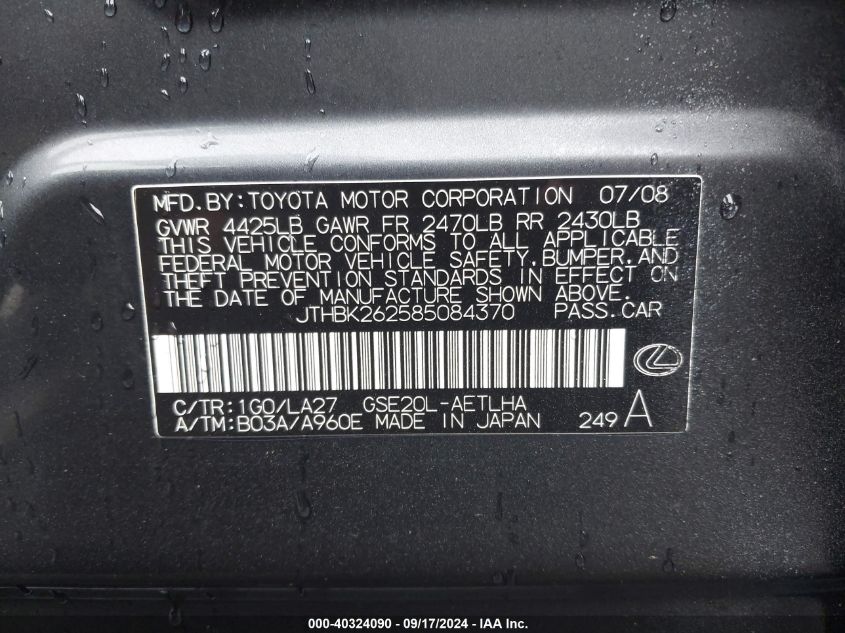 MFD. BY: TOYOTA MOTOR CORPORATION 07/08
GVWR 4425LB GAWR FR 2470LB RR 2430LB
THIS VEHICLE CONFORMS TO ALL APPLICABLE
FEDERAL MOTOR VEHICLE SAFETY, BUMPER, AND
THEFT PREVENTION STANDARDS IN EFFECT ON
THE DATE OF MANUFACTURE SHOWN ABOVE.
JTHBK262585084370 PASS. CAR
C/TR: 1G0/LA27 GSE20L-AETLHA
A/TM: B03A/A960E MADE IN JAPAN 249 A
000-40324090 - 09/17/2024 - IAA Inc.